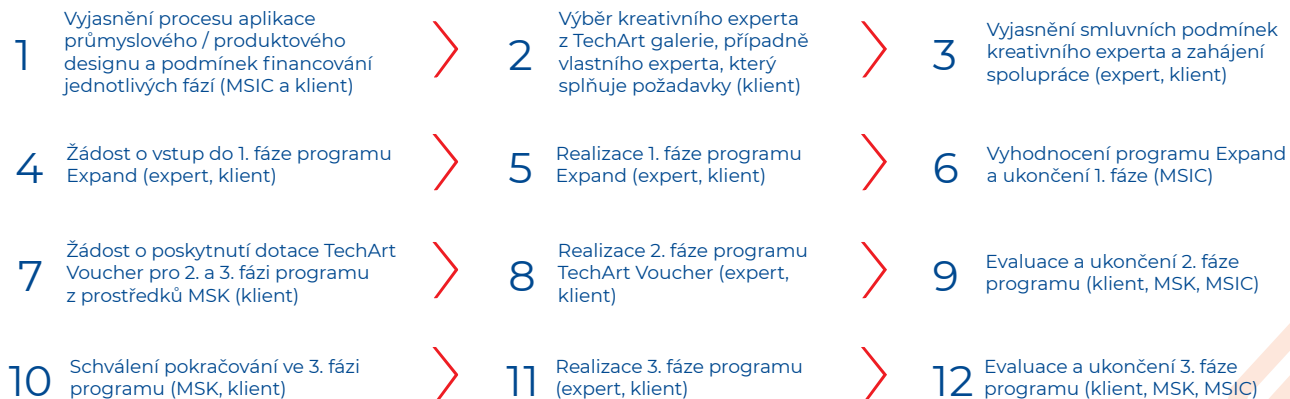 1
Vyjasnění procesu aplikace
průmyslového / produktového
designu a podmínek financování
jednotlivých fází (MSIC a klient)
2
Výběr kreativního experta
z TechArt galerie, případně
vlastního experta, který
splňuje požadavky (klient)
3
Vyjasnění smluvních podmínek
kreativního experta a zahájení
spolupráce (expert, klient)
4
Žádost o vstup do 1. fáze programu
Expand (expert, klient)
5
Realizace 1. fáze programu
Expand (expert, klient)
6
Vyhodnocení programu Expand
a ukončení 1. fáze (MSIC)
7
Žádost o poskytnutí dotace TechArt
Voucher pro 2. a 3. fázi programu
z prostředků MSK (klient)
8
Realizace 2. fáze programu
TechArt Voucher (expert,
klient)
9
Evaluace a ukončení 2. fáze
programu (klient, MSK, MSIC)
10
Schválení pokračování ve 3. fázi
programu (MSK, klient)
11
Realizace 3. fáze programu
(expert, klient)
12
Evaluace a ukončení 3. fáze
programu (klient, MSK, MSIC)